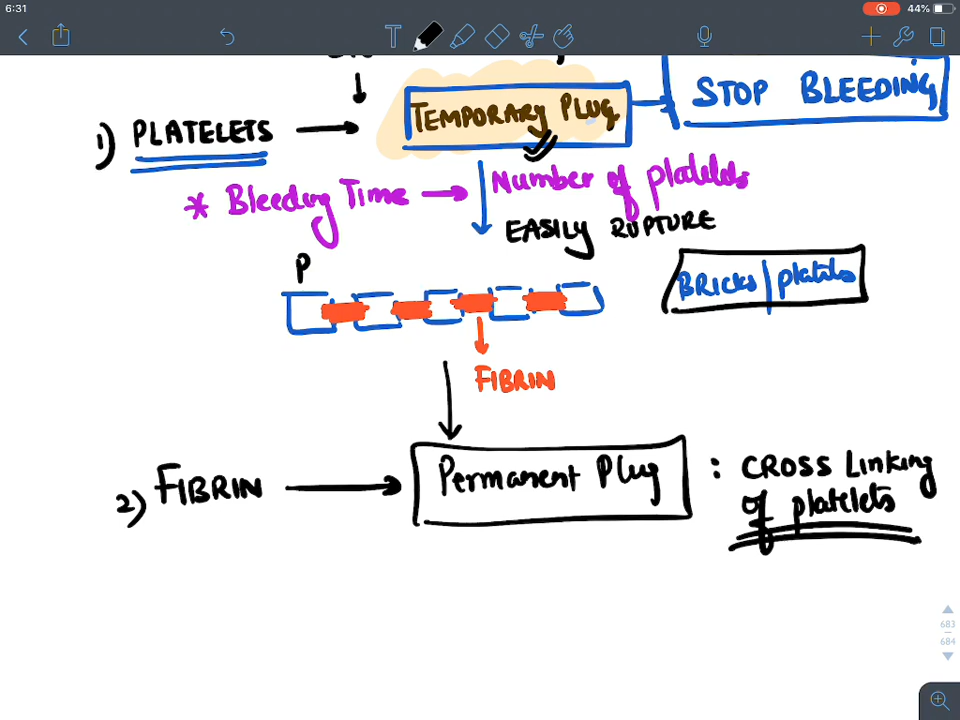 6:31
44%
T
STOP BLEEDING
TEMPORARY PLUG
1) PLATELETS
* Bleeding Time
Number of platelets
EASILY RUPTURE
P
BRICKS | platelets
FIBRIN
2) FIBRIN
Permanent Plug
: CROSS Linking
of platelets
683
684